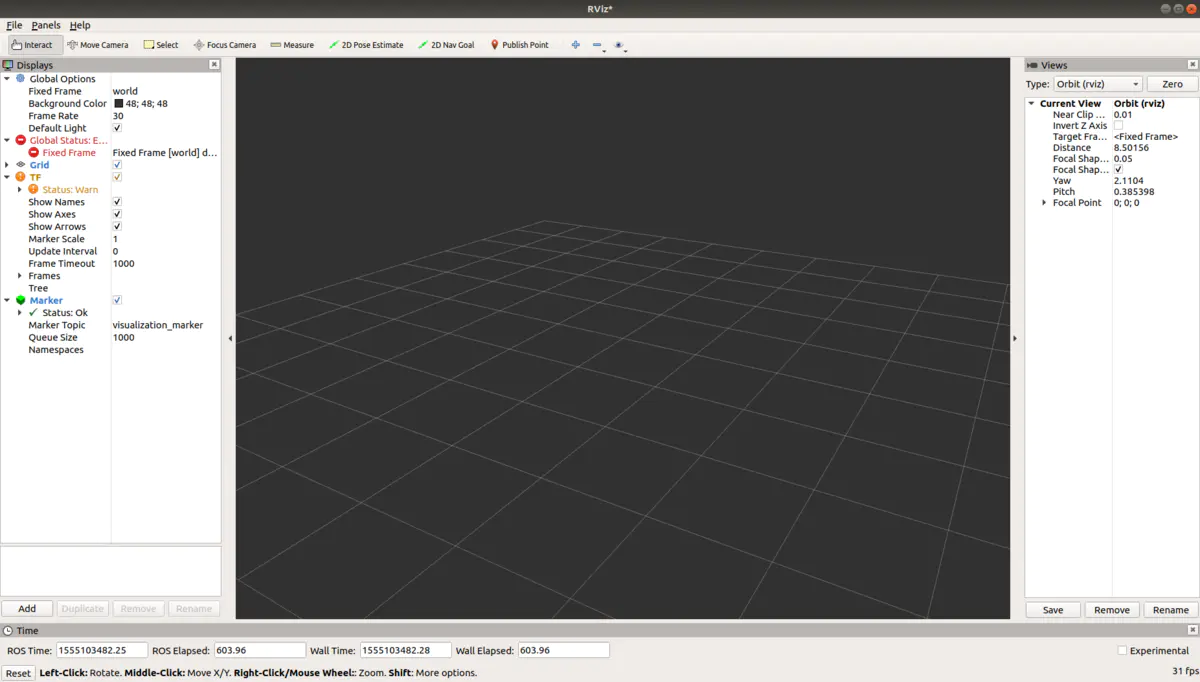 RViz*
File Panels Help
Interact Move Camera Select Focus Camera Measure 2D Pose Estimate 2D Nav Goal Publish Point
Displays
Global Options
Fixed Frame world
Background Color 48; 48; 48
Frame Rate 30
Default Light
Global Status: E...
Fixed Frame Fixed Frame [world] d...
Grid
TF
Status: Warn
Show Names
Show Axes
Show Arrows
Marker Scale 1
Update Interval 0
Frame Timeout 1000
Frames
Tree
Marker
Status: Ok
Marker Topic visualization_marker
Queue Size 1000
Namespaces
Add Duplicate Remove Rename
Views
Type: Orbit (rviz) Zero
Current View Orbit (rviz)
Near Clip ... 0.01
Invert Z Axis
Target Fra... <Fixed Frame>
Distance 8.50156
Focal Shap... 0.05
Focal Shap...
Yaw 2.1104
Pitch 0.385398
Focal Point 0; 0; 0
Save Remove Rename
Time
ROS Time: 1555103482.25 ROS Elapsed: 603.96 Wall Time: 1555103482.28 Wall Elapsed: 603.96 Experimental
Reset Left-Click: Rotate. Middle-Click: Move X/Y. Right-Click/Mouse Wheel:: Zoom. Shift: More options. 31 fps